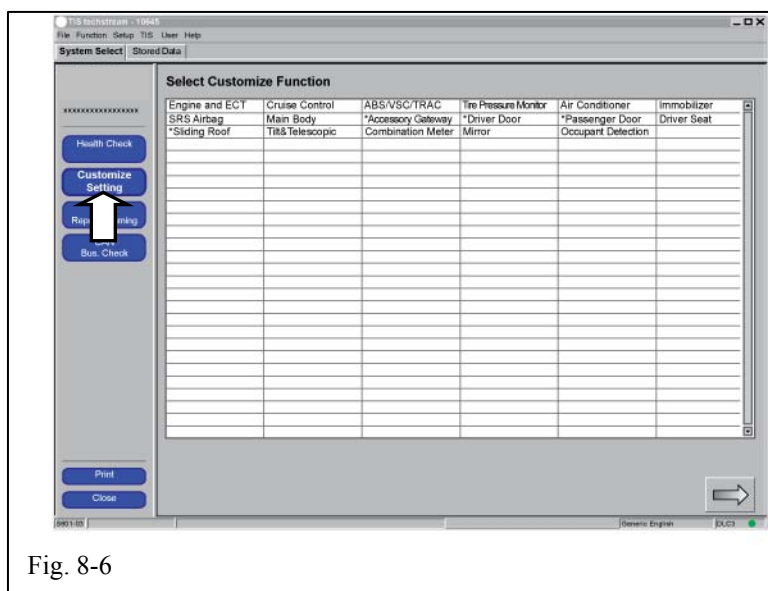 TIS techstream - 10645
File Function Setup TIS User Help
System Select Stored Data
Select Customize Function
xxxxxxxxxxxxxxxxx
Health Check
Customize Setting
Bus. Check
Engine and ECT Cruise Control ABS/VSC/TRAC Tire Pressure Monitor Air Conditioner Immobilizer
SRS Airbag Main Body *Accessory Gateway *Driver Door *Passenger Door Driver Seat
*Sliding Roof Tilt&Telescopic Combination Meter Mirror Occupant Detection
Print
Close
Generic English DLC3
Fig. 8-6